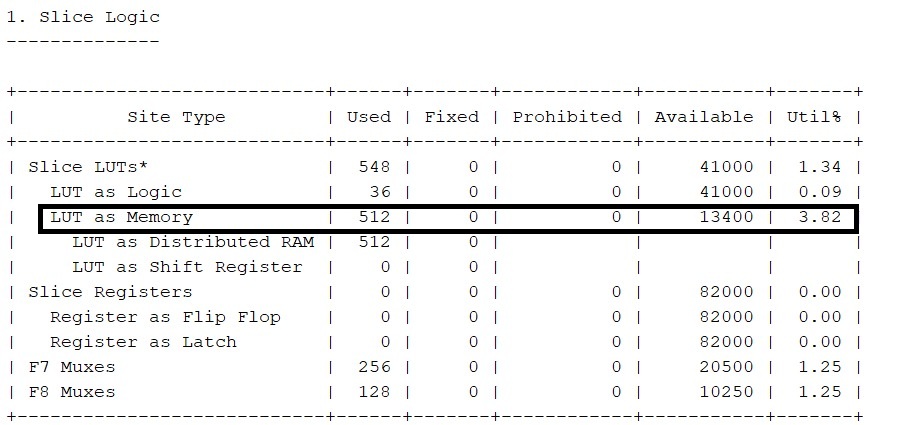 1. Slice Logic
--------------
+----------------------------+------+-------+------------+-----------+-------+
|          Site Type         | Used | Fixed | Prohibited | Available | Util% |
+----------------------------+------+-------+------------+-----------+-------+
| Slice LUTs*                |  548 |     0 |          0 |     41000 |  1.34 |
|   LUT as Logic             |   36 |     0 |          0 |     41000 |  0.09 |
|   LUT as Memory            |  512 |     0 |          0 |     13400 |  3.82 |
|     LUT as Distributed RAM |  512 |     0 |            |           |       |
|     LUT as Shift Register  |    0 |     0 |            |           |       |
| Slice Registers            |    0 |     0 |          0 |     82000 |  0.00 |
|   Register as Flip Flop    |    0 |     0 |          0 |     82000 |  0.00 |
|   Register as Latch        |    0 |     0 |          0 |     82000 |  0.00 |
| F7 Muxes                   |  256 |     0 |          0 |     20500 |  1.25 |
| F8 Muxes                   |  128 |     0 |          0 |     10250 |  1.25 |
+----------------------------+------+-------+------------+-----------+-------+